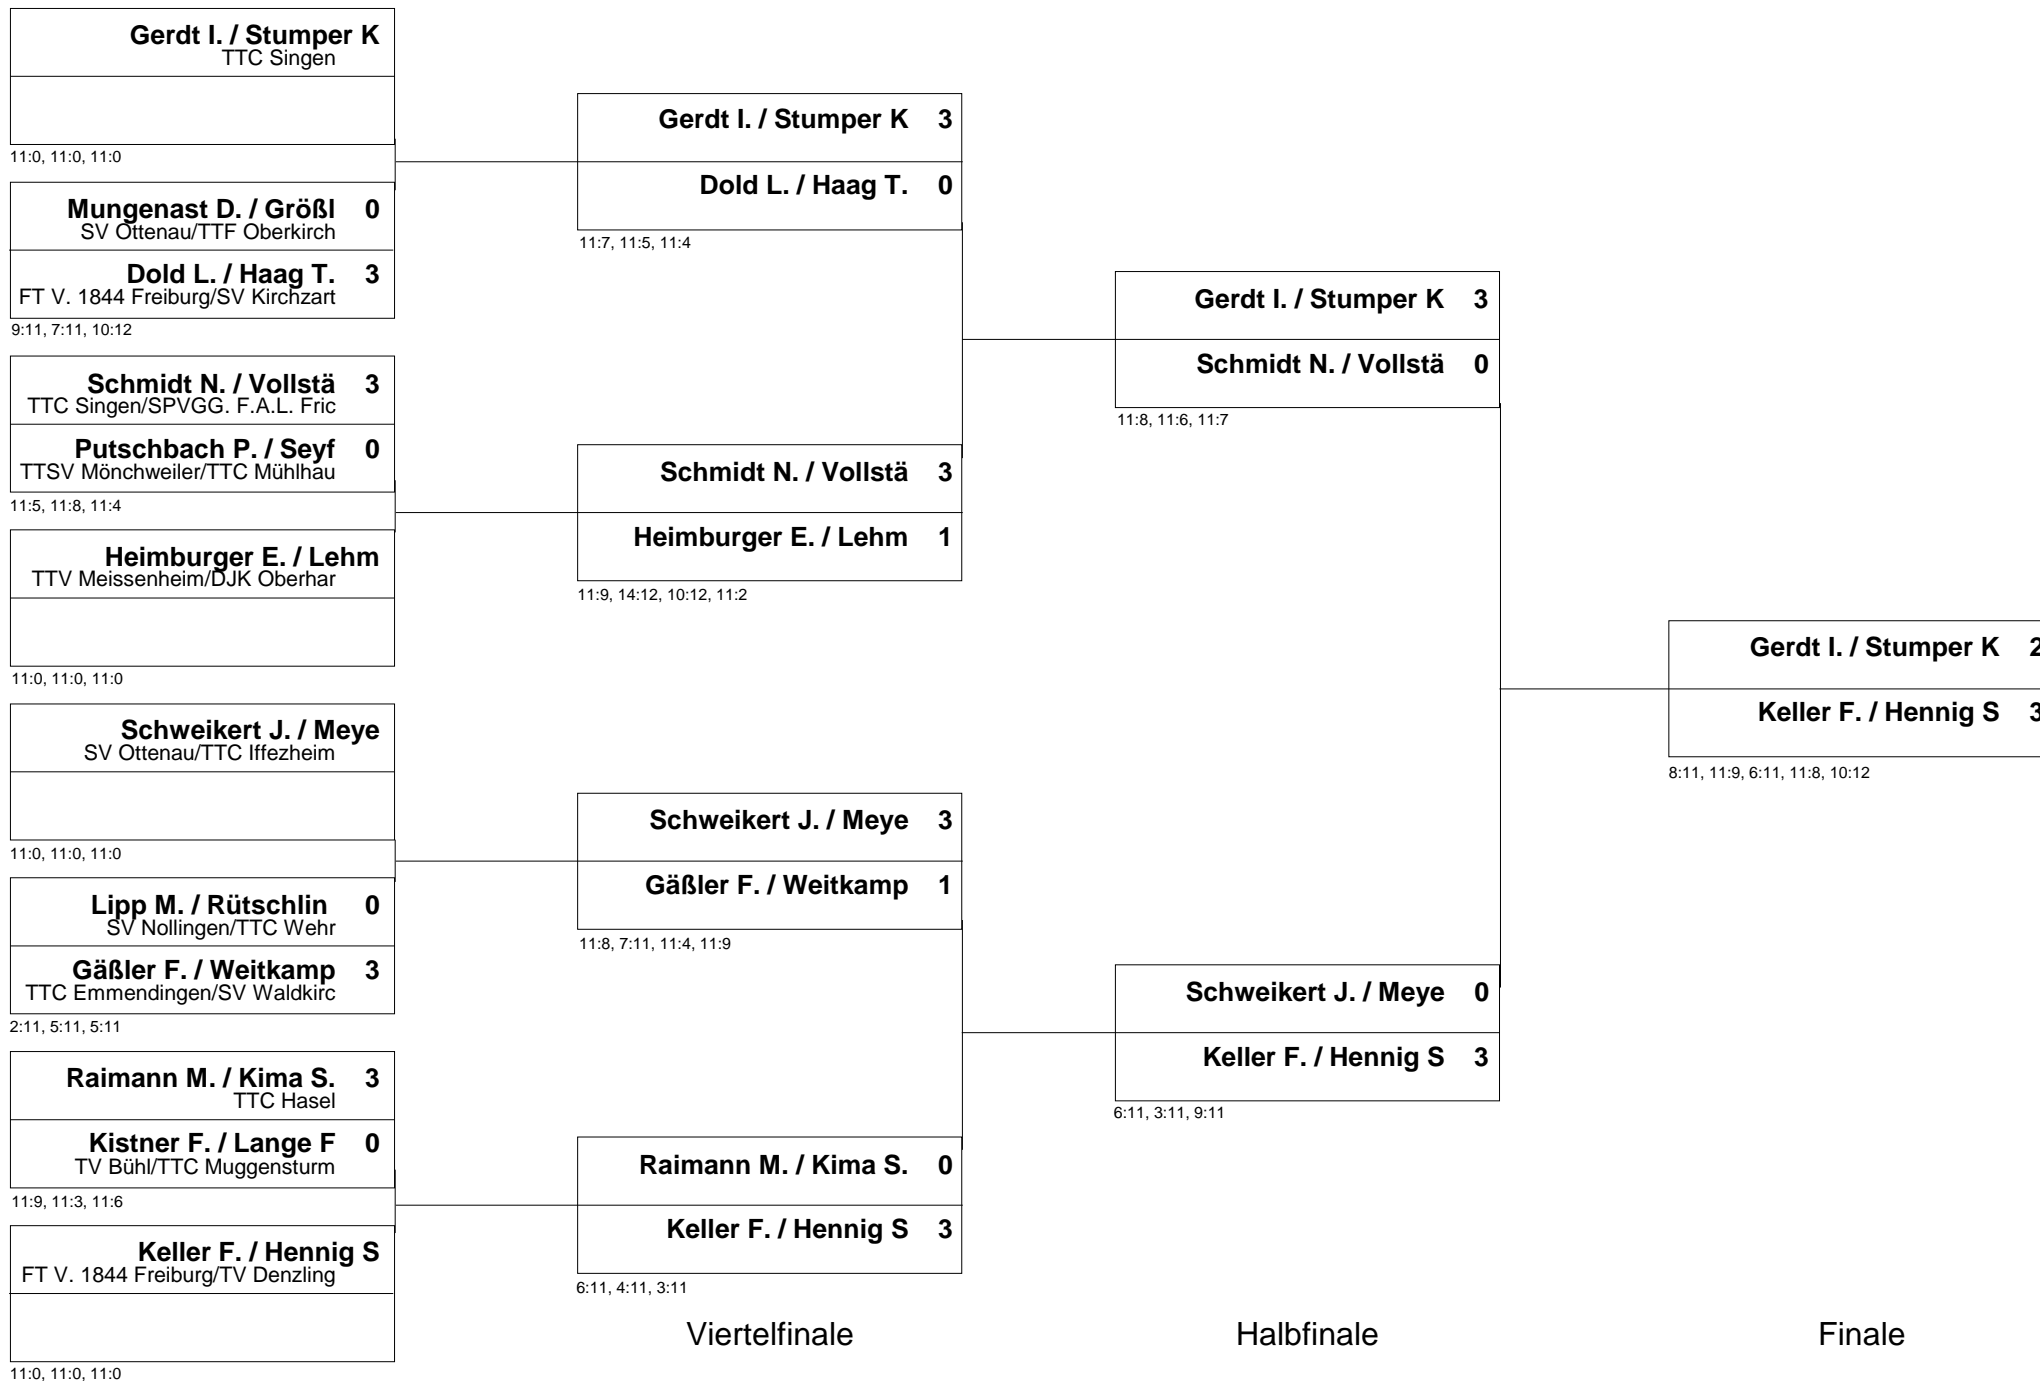 Gerdt I. / Stumper K
TTC Singen
11:0, 11:0, 11:0
Mungenast D. / Größl 0
SV Ottenau/TTF Oberkirch
Dold L. / Haag T. 3
FT V. 1844 Freiburg/SV Kirchzart
9:11, 7:11, 10:12
Schmidt N. / Vollstä 3
TTC Singen/SPVGG. F.A.L. Fric
Putschbach P. / Seyf 0
TTSV Mönchweiler/TTC Mühlhau
11:5, 11:8, 11:4
Heimburger E. / Lehm
TTV Meissenheim/DJK Oberhar
11:0, 11:0, 11:0
Schweikert J. / Meye
SV Ottenau/TTC Iffezheim
11:0, 11:0, 11:0
Lipp M. / Rütschlin 0
SV Nollingen/TTC Wehr
Gäßler F. / Weitkamp 3
TTC Emmendingen/SV Waldkirc
2:11, 5:11, 5:11
Raimann M. / Kima S. 3
TTC Hasel
Kistner F. / Lange F 0
TV Bühl/TTC Muggensturm
11:9, 11:3, 11:6
Keller F. / Hennig S
FT V. 1844 Freiburg/TV Denzling
11:0, 11:0, 11:0
Gerdt I. / Stumper K 3
Dold L. / Haag T. 0
11:7, 11:5, 11:4
Schmidt N. / Vollstä 3
Heimburger E. / Lehm 1
11:9, 14:12, 10:12, 11:2
Schweikert J. / Meye 3
Gäßler F. / Weitkamp 1
11:8, 7:11, 11:4, 11:9
Raimann M. / Kima S. 0
Keller F. / Hennig S 3
6:11, 4:11, 3:11
Viertelfinale
Gerdt I. / Stumper K 3
Schmidt N. / Vollstä 0
11:8, 11:6, 11:7
Schweikert J. / Meye 0
Keller F. / Hennig S 3
6:11, 3:11, 9:11
Halbfinale
Gerdt I. / Stumper K 2
Keller F. / Hennig S 3
8:11, 11:9, 6:11, 11:8, 10:12
Finale